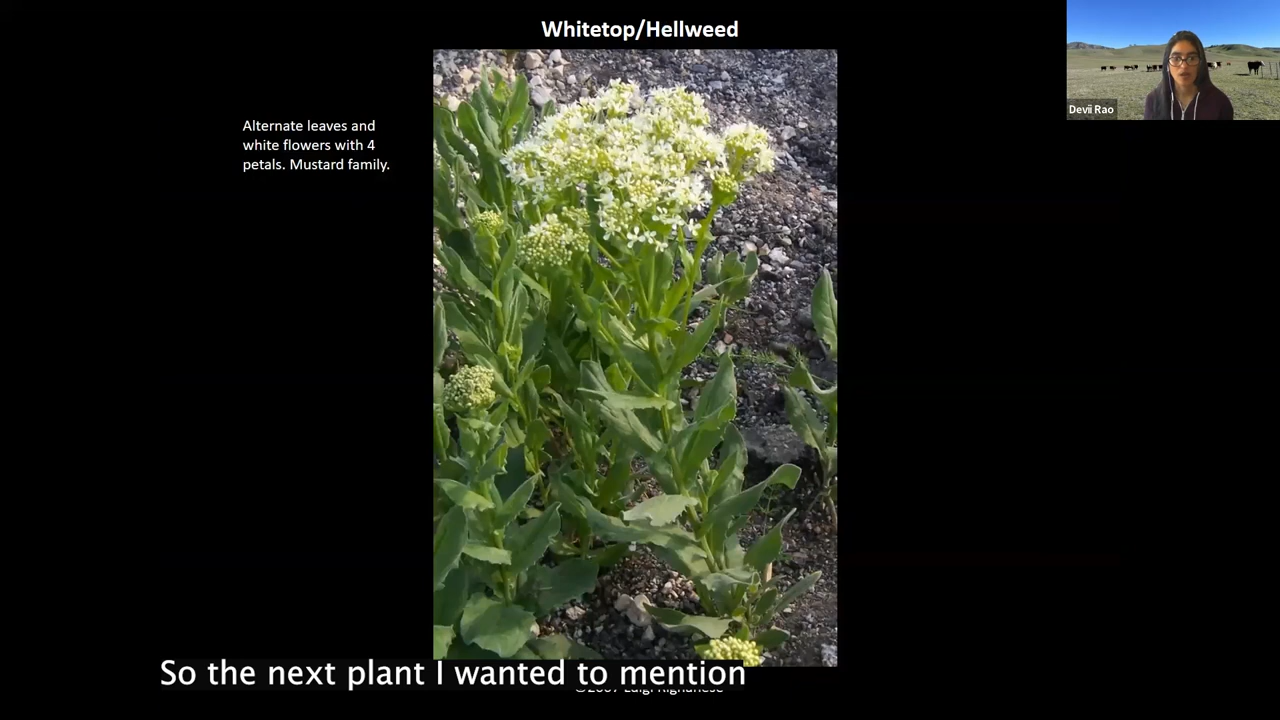 Whitetop/Hellweed
Devii Rao
Alternate leaves and
white flowers with 4
petals. Mustard family.
So the next plant I wanted to mention